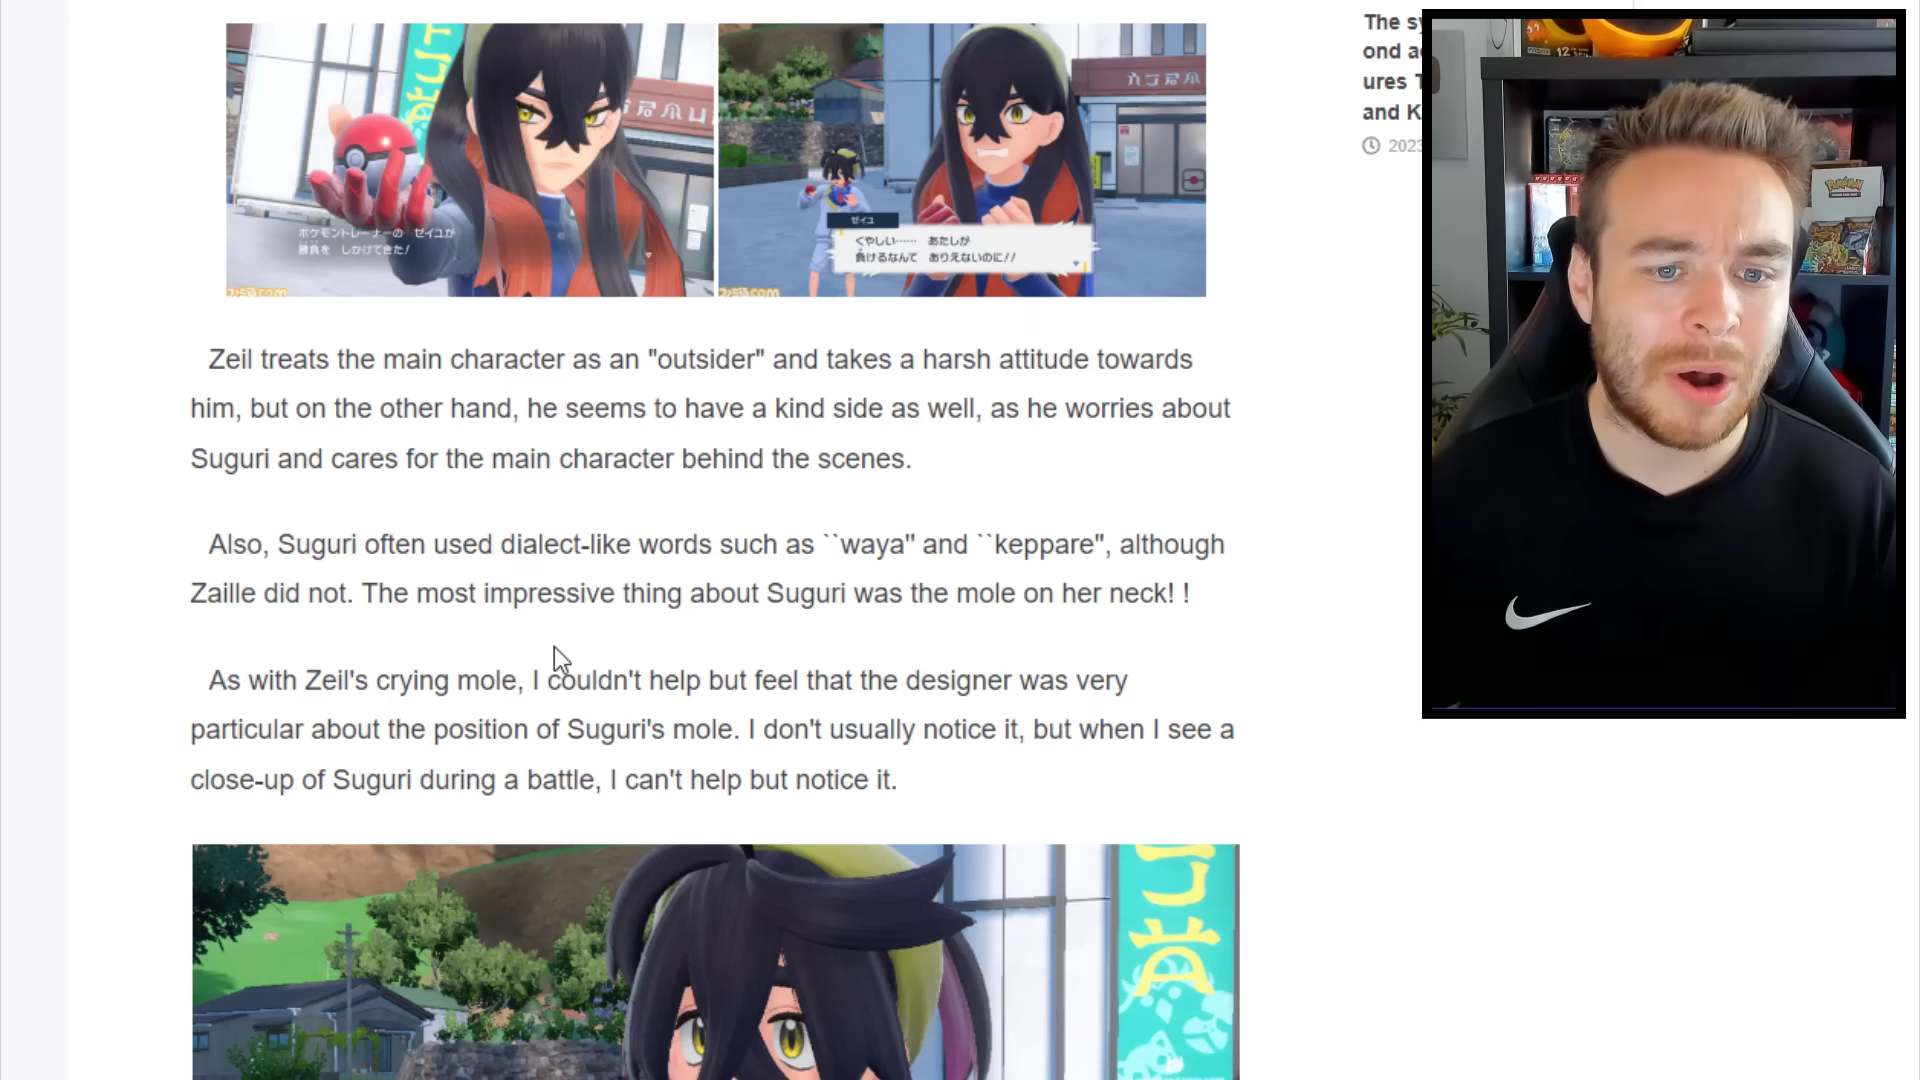 ポケモントレーナーの ゼイユが
勝負を しかけてきた!
ゼイユ
くやしい…… あたしが
負けるなんて ありえないのに!!
Zeil treats the main character as an "outsider" and takes a harsh attitude towards
him, but on the other hand, he seems to have a kind side as well, as he worries about
Suguri and cares for the main character behind the scenes.
Also, Suguri often used dialect-like words such as ``waya'' and ``keppare'', although
Zaille did not. The most impressive thing about Suguri was the mole on her neck! !
As with Zeil's crying mole, I couldn't help but feel that the designer was very
particular about the position of Suguri's mole. I don't usually notice it, but when I see a
close-up of Suguri during a battle, I can't help but notice it.
The sy
ond ad
ures T
and K
2023
POKéMON